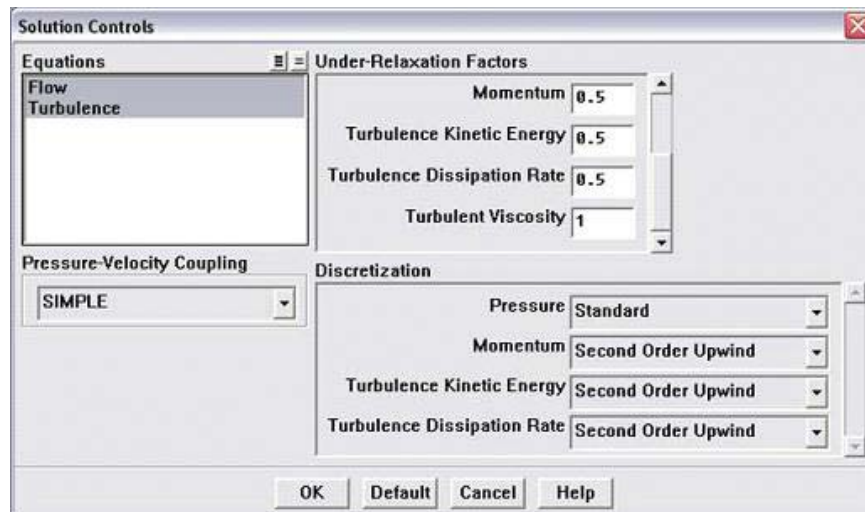 Solution Controls
Equations
Flow
Turbulence
Pressure-Velocity Coupling
SIMPLE
Under-Relaxation Factors
Momentum 0.5
Turbulence Kinetic Energy 0.5
Turbulence Dissipation Rate 0.5
Turbulent Viscosity 1
Discretization
Pressure Standard
Momentum Second Order Upwind
Turbulence Kinetic Energy Second Order Upwind
Turbulence Dissipation Rate Second Order Upwind
OK Default Cancel Help